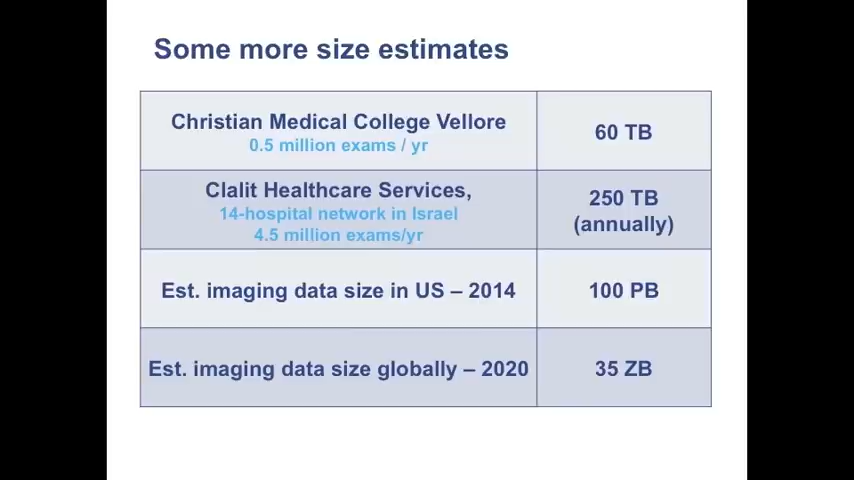 Some more size estimates
Christian Medical College Vellore
0.5 million exams / yr
60 TB
Clalit Healthcare Services,
14-hospital network in Israel
4.5 million exams/yr
250 TB
(annually)
Est. imaging data size in US – 2014
100 PB
Est. imaging data size globally – 2020
35 ZB